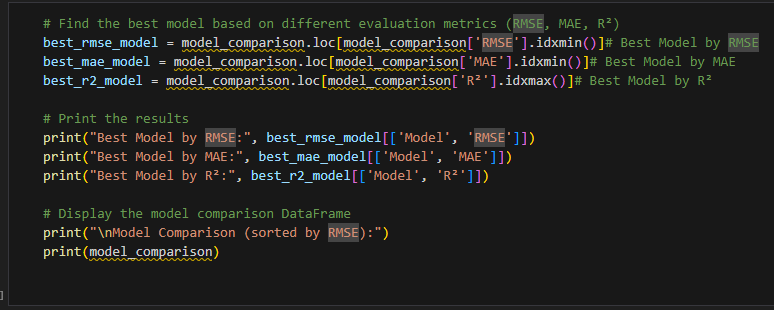 # Find the best model based on different evaluation metrics (RMSE, MAE, R²)
best_rmse_model = model_comparison.loc[model_comparison['RMSE'].idxmin()]# Best Model by RMSE
best_mae_model = model_comparison.loc[model_comparison['MAE'].idxmin()]# Best Model by MAE
best_r2_model = model_comparison.loc[model_comparison['R²'].idxmax()]# Best Model by R²
# Print the results
print("Best Model by RMSE:", best_rmse_model[['Model', 'RMSE']])
print("Best Model by MAE:", best_mae_model[['Model', 'MAE']])
print("Best Model by R²:", best_r2_model[['Model', 'R²']])
# Display the model comparison DataFrame
print("\nModel Comparison (sorted by RMSE):")
print(model_comparison)
]